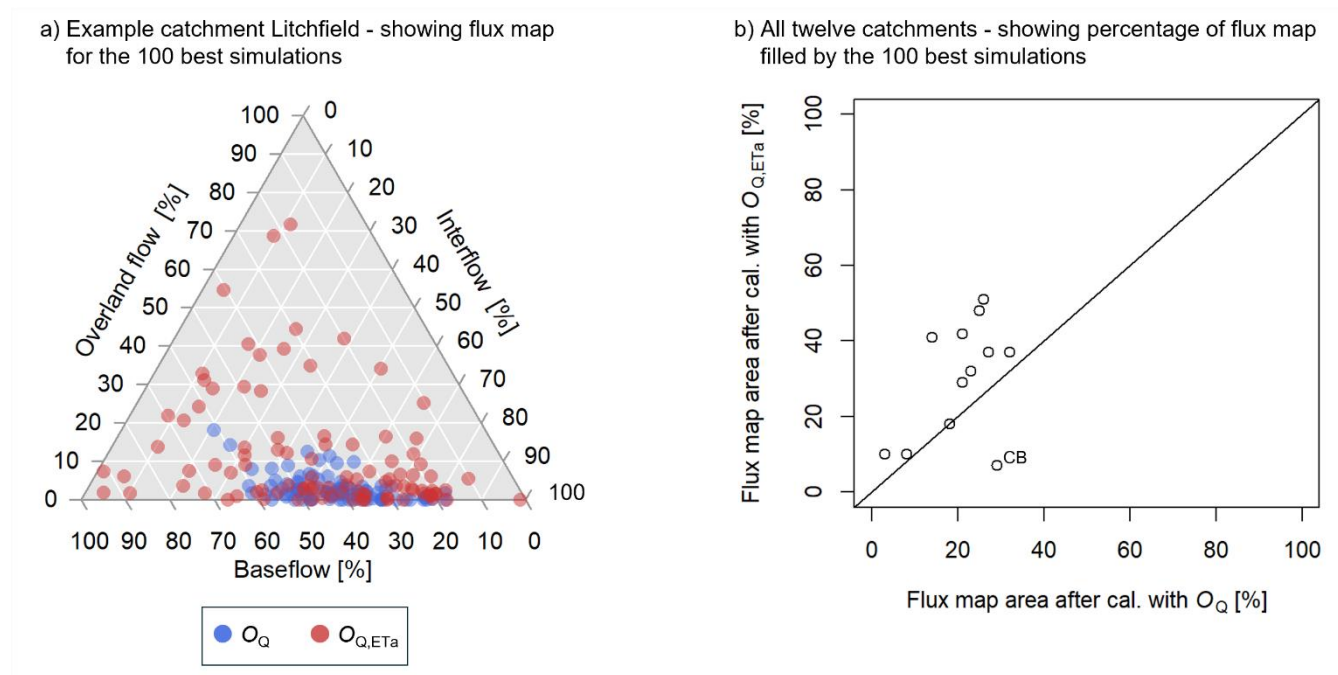 a) Example catchment Litchfield - showing flux map
for the 100 best simulations
100
90
80
70
60
50
40
30
20
10
0
Overland flow [%]
0
10
20
30
40
50
60
70
80
90
100
Interflow [%]
100 90 80 70 60 50 40 30 20 10 0
Baseflow [%]
OQ OQ,ETa
b) All twelve catchments - showing percentage of flux map
filled by the 100 best simulations
Flux map area after cal. with OQ,ETa [%]
100
80
60
40
20
0
CB
0 20 40 60 80 100
Flux map area after cal. with OQ [%]